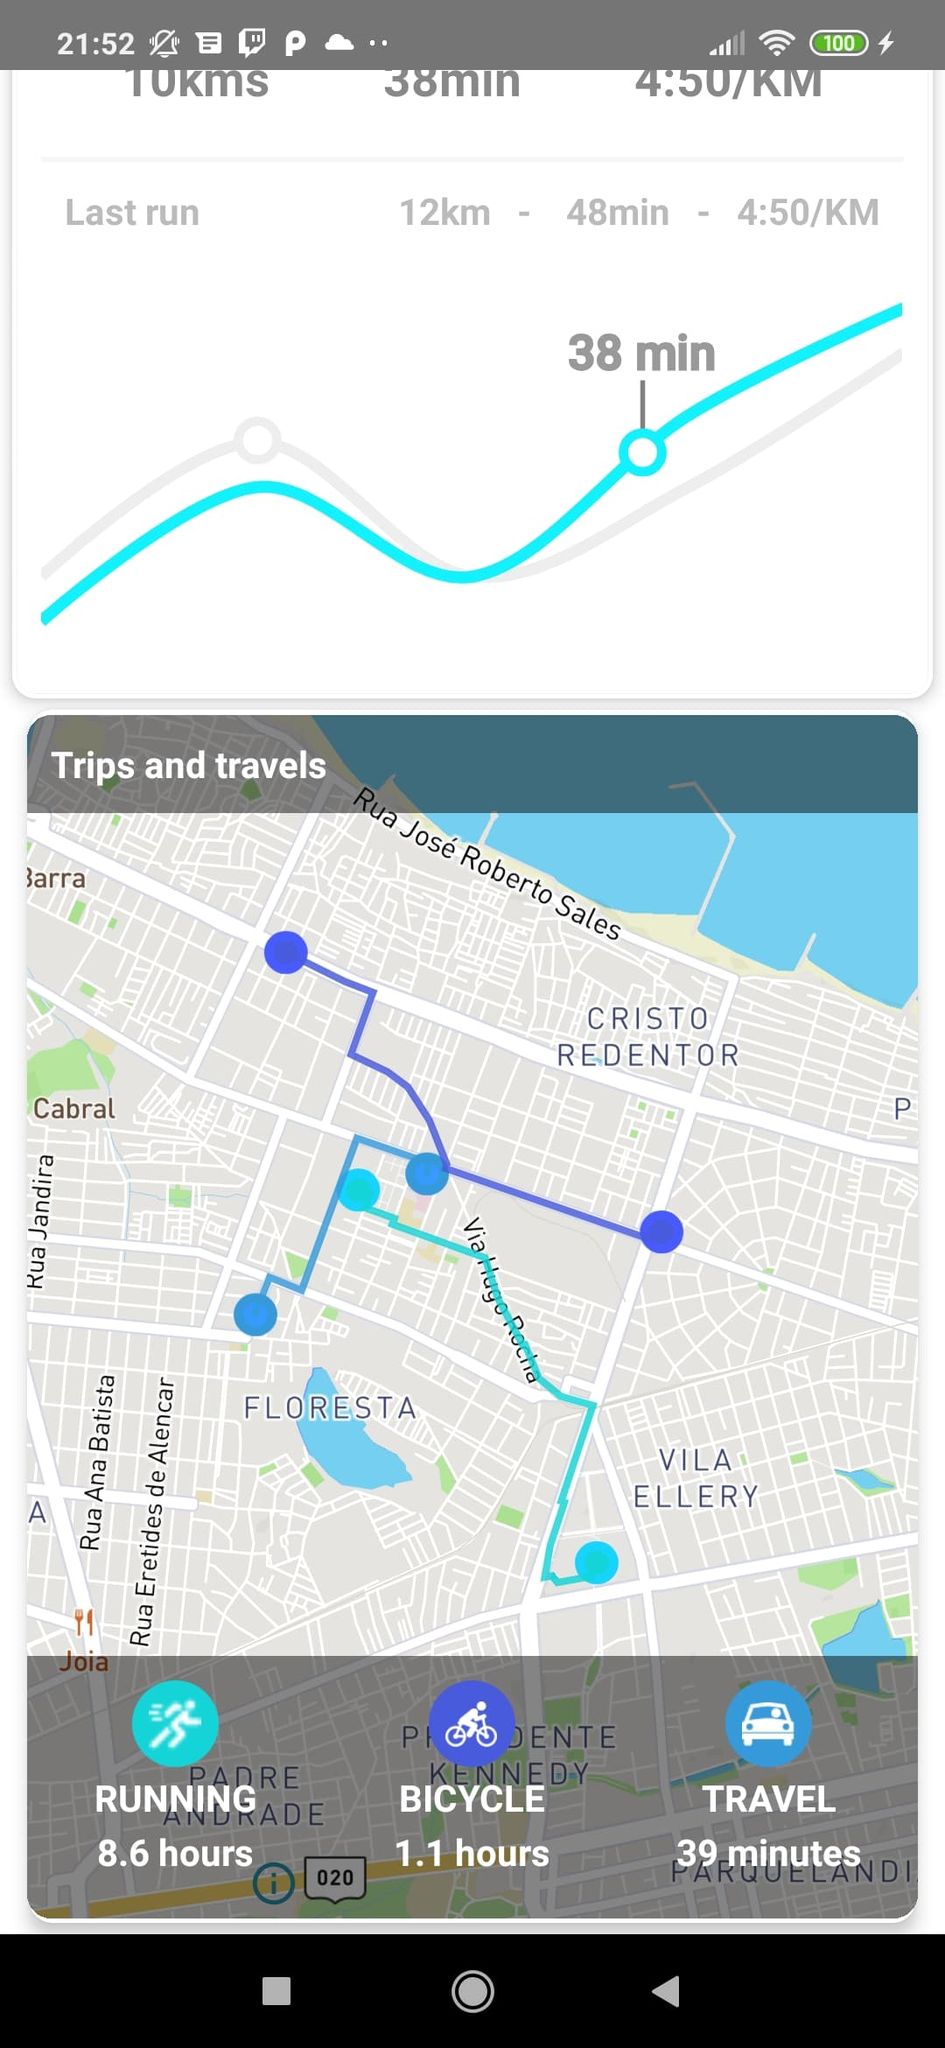 21:52
100
10kms 38min 4:50/KM
Last run 12km - 48min - 4:50/KM
38 min
Trips and travels
Rua José Roberto Sales
Barra
CRISTO
REDENTOR
Cabral
P
Rua Jandira
Via Hugo Rocha
FLORESTA
Rua Ana Batista
Rua Eretides de Alencar
VILA
ELLERY
A
Joia
KENNEDY
PADRE
ANDRADE
RUNNING BICYCLE TRAVEL
8.6 hours 1.1 hours 39 minutes
020
PARQUELANDI